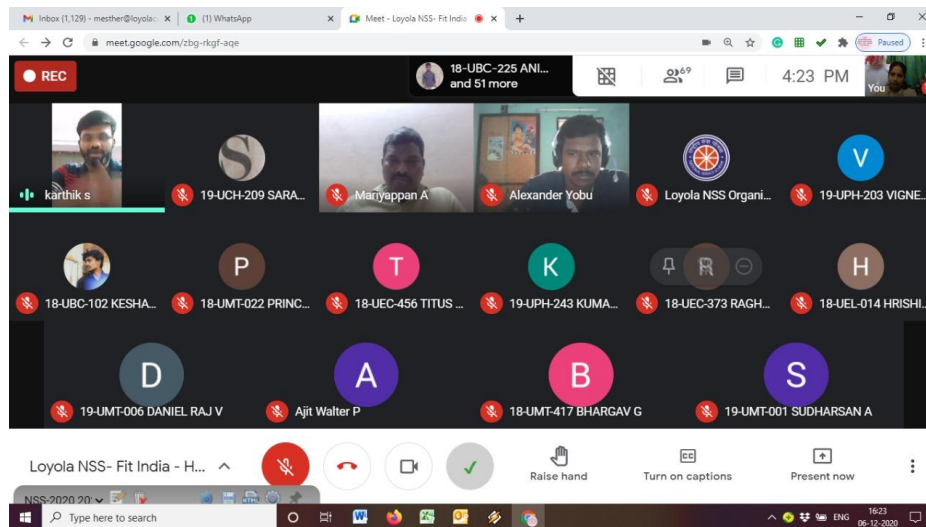 Inbox (1,129) - mesther@loyola
(1) WhatsApp
Meet - Loyola NSS- Fit India
meet.google.com/zbg-rkgf-aqe
Paused
REC
18-UBC-225 ANI...
and 51 more
69
4:23 PM
You
karthik s
19-UCH-209 SARA...
Mariyappan A
Alexander Yobu
Loyola NSS Organi...
V
19-UPH-203 VIGNE...
18-UBC-102 KESHA...
P
18-UMT-022 PRINC...
T
18-UEC-456 TITUS ...
K
19-UPH-243 KUMA...
R
18-UEC-373 RAGH...
H
18-UEL-014 HRISHI...
D
19-UMT-006 DANIEL RAJ V
A
Ajit Walter P
B
18-UMT-417 BHARGAV G
S
19-UMT-001 SUDHARSAN A
Loyola NSS- Fit India - H...
Raise hand
CC
Turn on captions
Present now
NSS-2020 20
Type here to search
ENG
16:23
06-12-2020